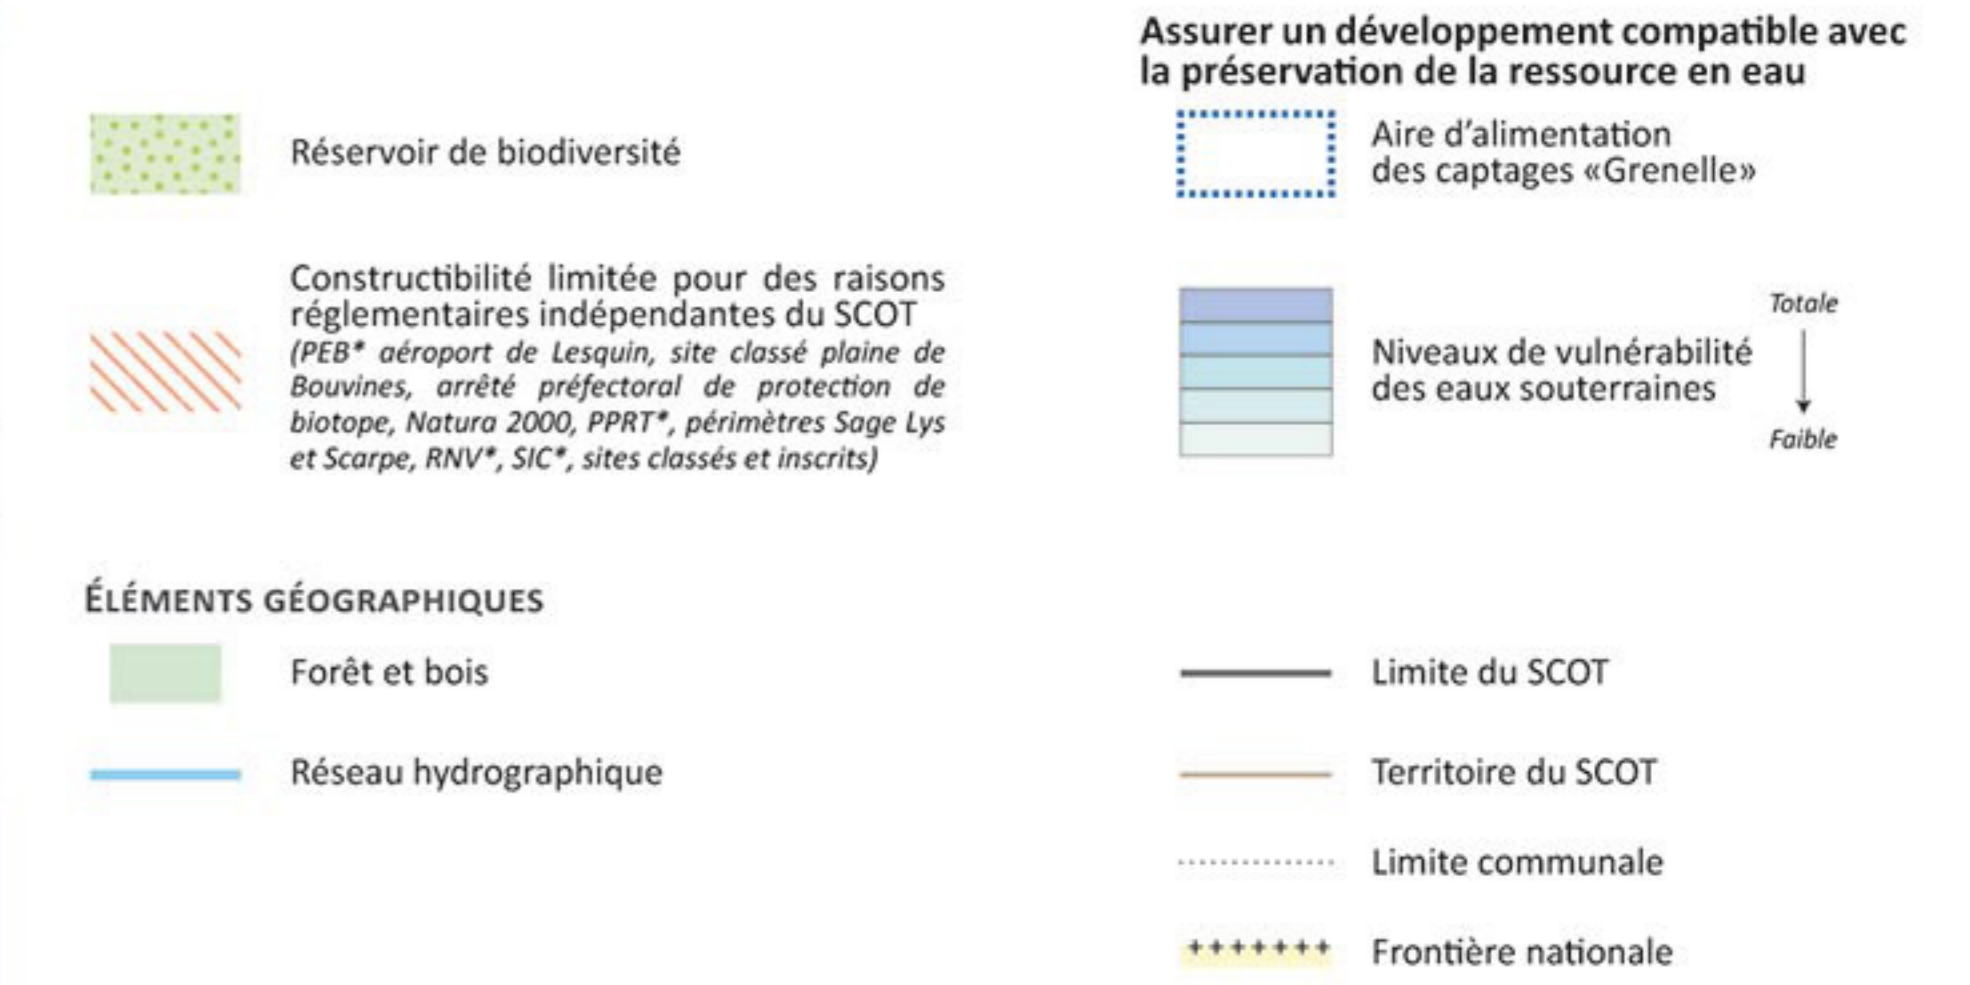 Réservoir de biodiversité
Constructibilité limitée pour des raisons
réglementaires indépendantes du SCOT
(PEB* aéroport de Lesquin, site classé plaine de
Bouvines, arrêté préfectoral de protection de
biotope, Natura 2000, PPRT*, périmètres Sage Lys
et Scarpe, RNV*, SIC*, sites classés et inscrits)
ÉLÉMENTS GÉOGRAPHIQUES
Forêt et bois
Réseau hydrographique
Assurer un développement compatible avec
la préservation de la ressource en eau
Aire d'alimentation
des captages «Grenelle»
Niveaux de vulnérabilité
des eaux souterraines
Totale
Faible
Limite du SCOT
Territoire du SCOT
Limite communale
Frontière nationale